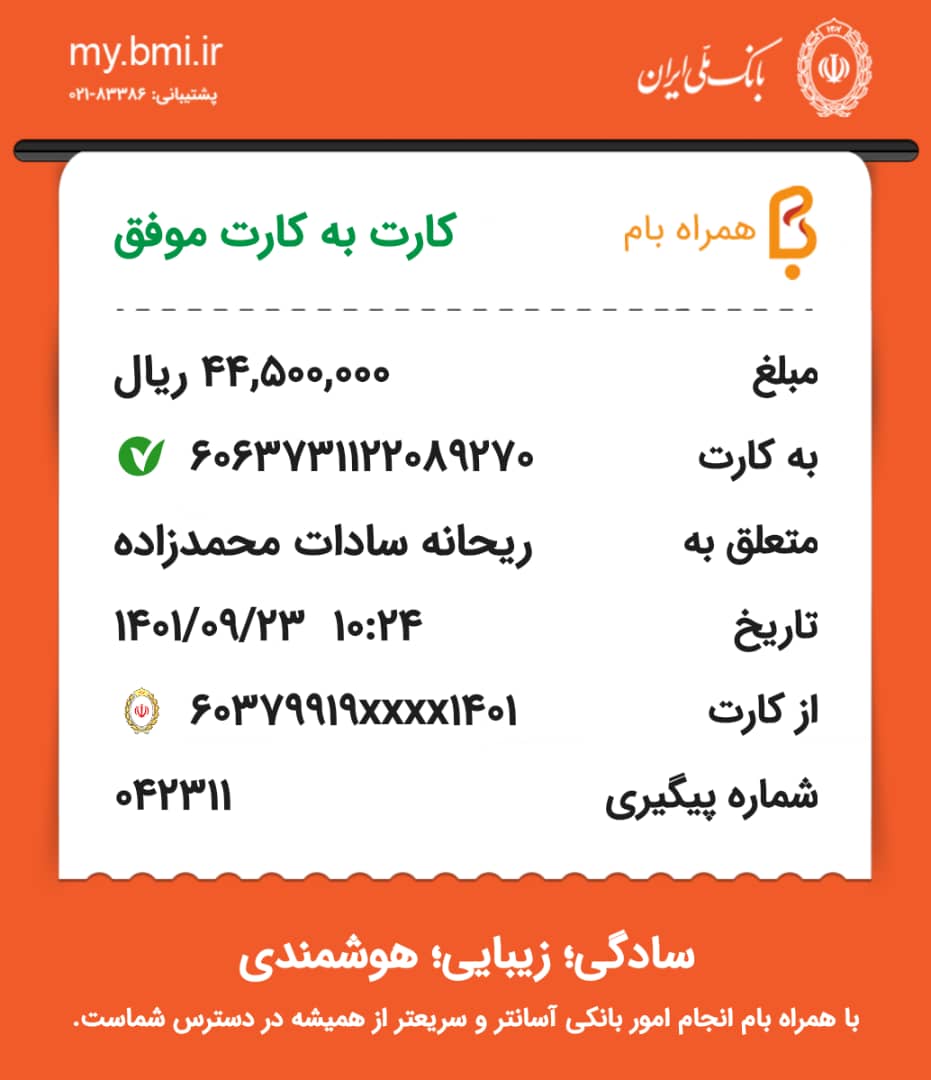 بانک ملی ایران
my.bmi.ir
پشتیبانی: ۸۳۳۸۶-۰۲۱
همراه بام
کارت به کارت موفق
مبلغ ۴۴,۵۰۰,۰۰۰ ریال
به کارت ۶۰۶۳۷۳۱۱۲۲۰۸۹۲۷۰
متعلق به ریحانه سادات محمدزاده
تاریخ ۱۴۰۱/۰۹/۲۳ ۱۰:۲۴
از کارت ۶۰۳۷۹۹۱۹xxxx۱۴۰۱
شماره پیگیری ۰۴۲۳۱۱
سادگی؛ زیبایی؛ هوشمندی
با همراه بام انجام امور بانکی آسانتر و سریعتر از همیشه در دسترس شماست.